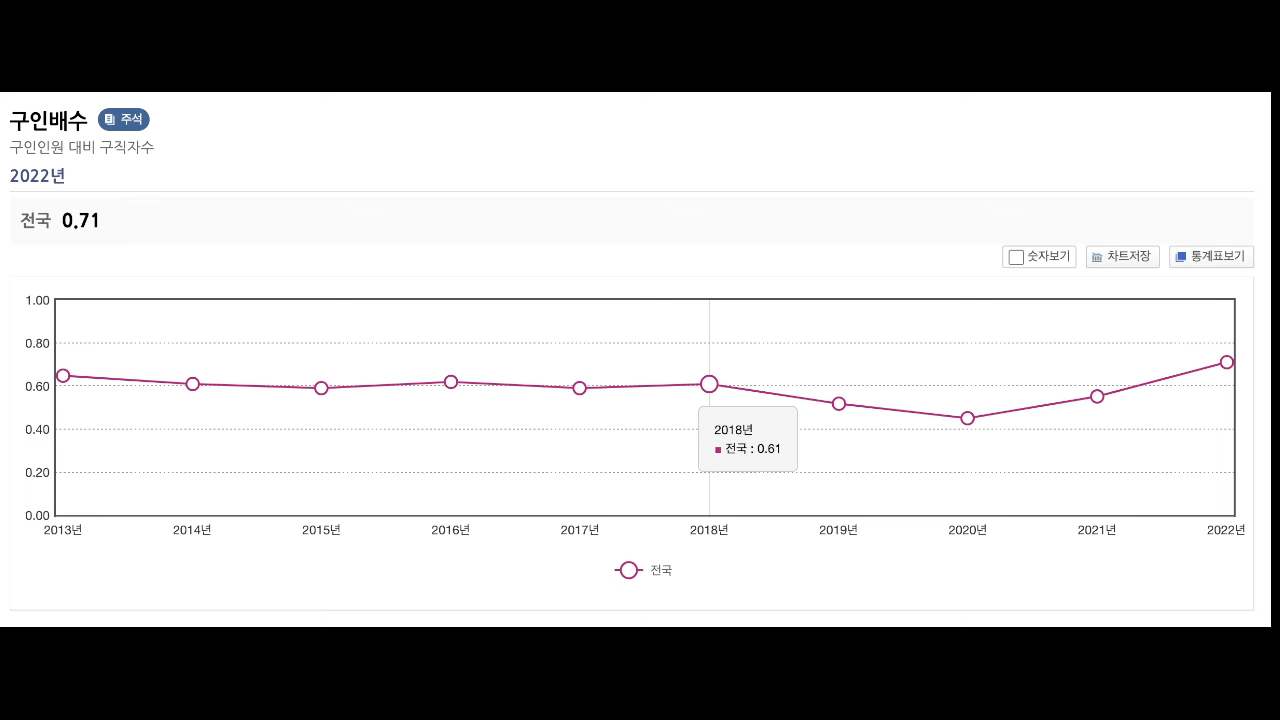 구인배수 주석
구인인원 대비 구직자수
2022년
전국 0.71
숫자보기 차트저장 통계표보기
1.00
0.80
0.60
0.40
0.20
0.00
2018년
전국 : 0.61
2013년 2014년 2015년 2016년 2017년 2018년 2019년 2020년 2021년 2022년
전국